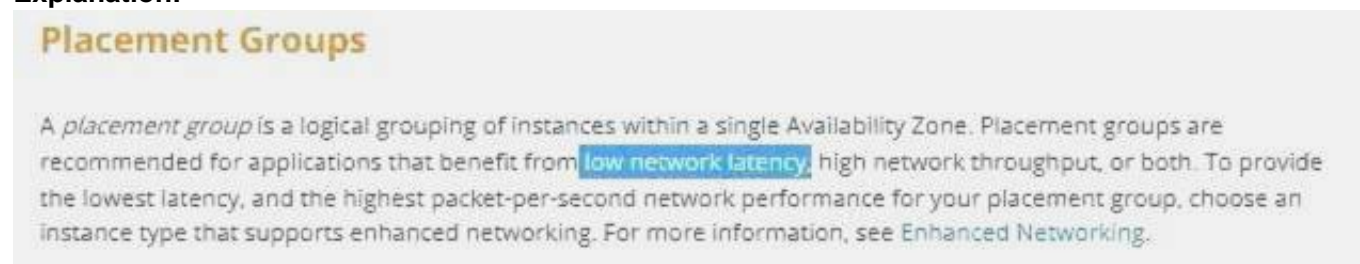 Explanation:
Placement Groups
A placement group is a logical grouping of instances within a single Availability Zone. Placement groups are
recommended for applications that benefit from low network latency, high network throughput, or both. To provide
the lowest latency, and the highest packet-per-second network performance for your placement group, choose an
instance type that supports enhanced networking. For more information, see Enhanced Networking.